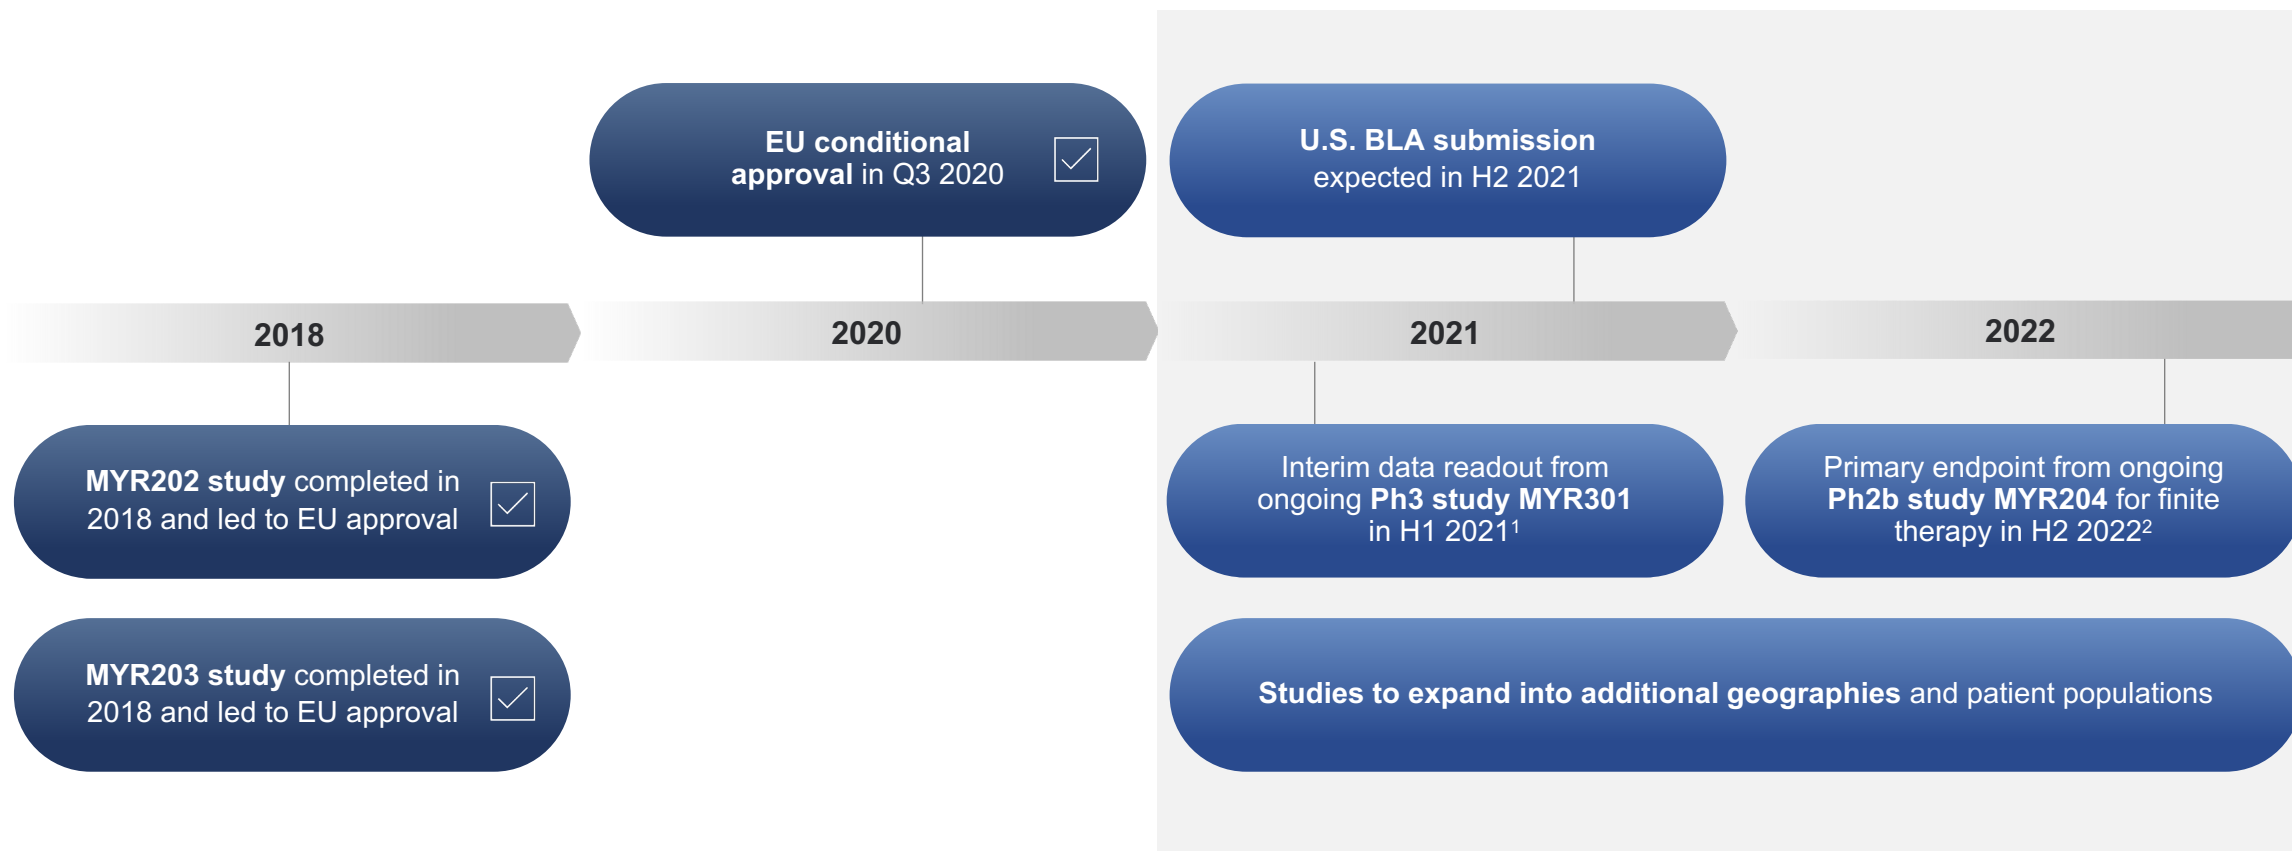 EU conditional
approval in Q3 2020
U.S. BLA submission
expected in H2 2021
2018
2020
2021
2022
MYR202 study completed in
2018 and led to EU approval
Interim data readout from
ongoing Ph3 study MYR301
in H1 2021¹
Primary endpoint from ongoing
Ph2b study MYR204 for finite
therapy in H2 2022²
MYR203 study completed in
2018 and led to EU approval
Studies to expand into additional geographies and patient populations